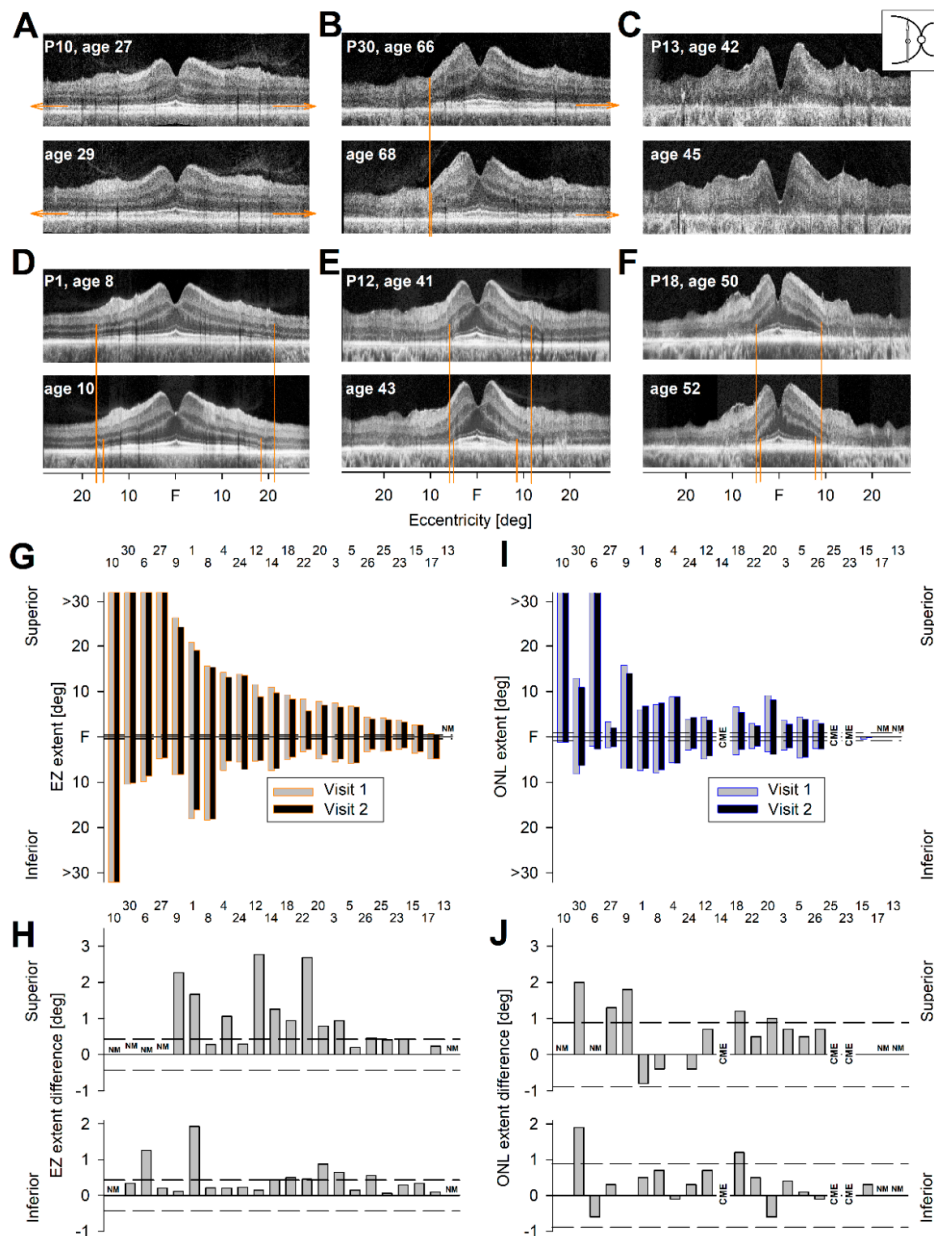 A
P10, age 27
age 29
B
P30, age 66
age 68
C
P13, age 42
age 45
D
P1, age 8
age 10
E
P12, age 41
age 43
F
P18, age 50
age 52
20 10 F 10 20
20 10 F 10 20
20 10 F 10 20
Eccentricity [deg]
G
30 27 1 4 12 18 20 5 25 15 13
10 6 9 8 24 14 22 3 26 23 17
Superior
EZ extent [deg]
Inferior
>30
20
10
F
10
20
>30
NM
Visit 1
Visit 2
I
30 27 1 4 12 18 20 5 25 15 13
10 6 9 8 24 14 22 3 26 23 17
Superior
ONL extent [deg]
Inferior
>30
20
10
F
10
20
>30
CME
CME
CME
NM NM
Visit 1
Visit 2
H
30 27 1 4 12 18 20 5 25 15 13
10 6 9 8 24 14 22 3 26 23 17
Superior
EZ extent difference [deg]
Inferior
3
2
1
0
-1
NM NM NM NM NM
2
1
0
-1
NM NM
J
30 27 1 4 12 18 20 5 25 15 13
10 6 9 8 24 14 22 3 26 23 17
Superior
ONL extent difference [deg]
Inferior
3
2
1
0
-1
NM NM CME CME CME NM NM
2
1
0
-1
NM CME CME CME NM NM